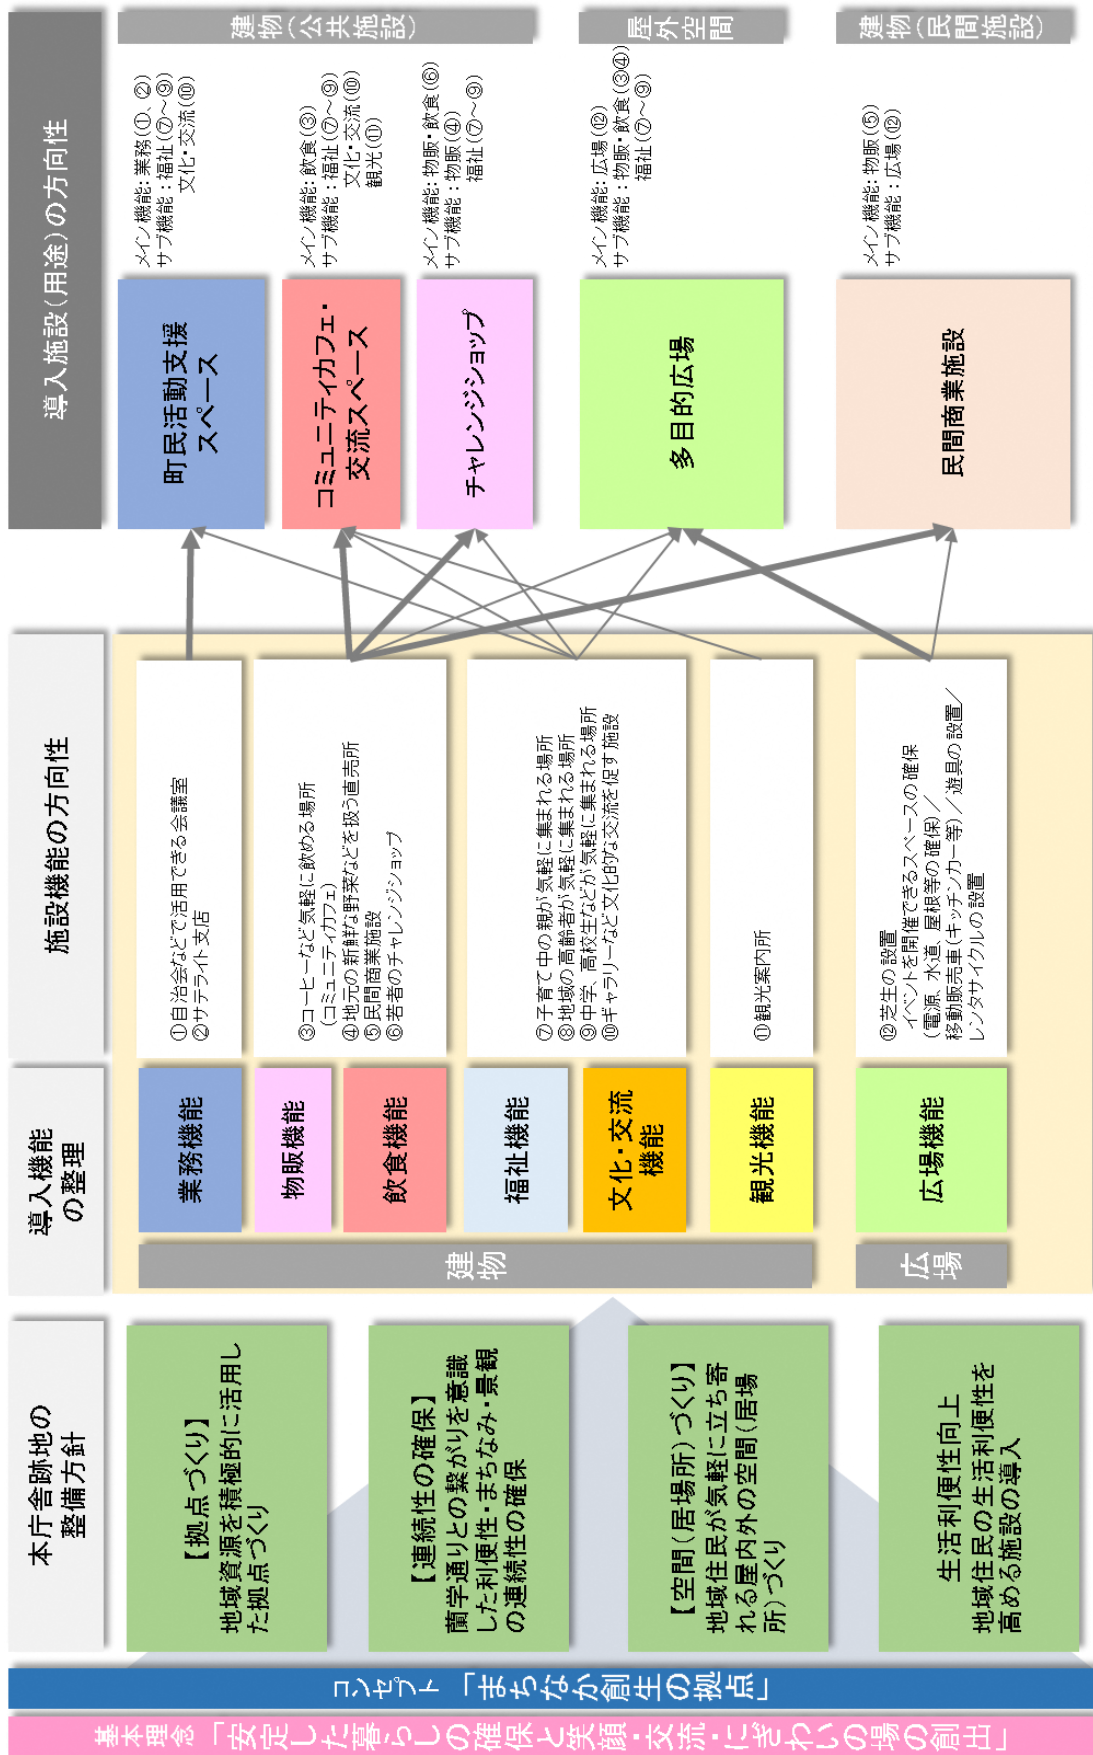 基本理念 「安定した暮らしの確保と笑顔・交流・にぎわいの場の創出」
コンセプト 「まちなか創生の拠点」
本庁舎跡地の
整備方針
【拠点づくり】
地域資源を積極的に活用し
た拠点づくり
【連続性の確保】
蘭学通りとの繋がりを意識
した利便性・まちなみ・景観
の連続性の確保
【空間(居場所)づくり】
地域住民が気軽に立ち寄
れる屋内外の空間(居場
所)づくり
生活利便性向上
地域住民の生活利便性を
高める施設の導入
導入機能
の整理
建物
業務機能
物販機能
飲食機能
福祉機能
文化・交流
機能
観光機能
広場
広場機能
施設機能の方向性
①自治会などで活用できる会議室
②サテライト支店
③コーヒーなど気軽に飲める場所
(コミュニティカフェ)
④地元の新鮮な野菜などを扱う直売所
⑤民間商業施設
⑥若者のチャレンジショップ
⑦子育て中の親が気軽に集まれる場所
⑧地域の高齢者が気軽に集まれる場所
⑨中学、高校生などが気軽に集まれる場所
⑩ギャラリーなど文化的な交流を促す施設
⑪観光案内所
⑫芝生の設置
イベントを開催できるスペースの確保
(電源、水道、屋根等の確保)/
移動販売車(キッチンカー等)/遊具の設置/
レンタサイクルの設置
導入施設(用途)の方向性
町民活動支援
スペース
メイン機能:業務(①、②)
サブ機能:福祉(⑦~⑨)
文化・交流(⑩)
コミュニティカフェ・
交流スペース
メイン機能:飲食(③)
サブ機能:福祉(⑦~⑨)
文化・交流(⑩)
観光(⑪)
チャレンジショップ
メイン機能:物販・飲食(⑥)
サブ機能:物販(④)
福祉(⑦~⑨)
建物(公共施設)
多目的広場
メイン機能:広場(⑫)
サブ機能:物販・飲食(③④)
福祉(⑦~⑨)
屋外空間
民間商業施設
メイン機能:物販(⑤)
サブ機能:広場(⑫)
建物(民間施設)